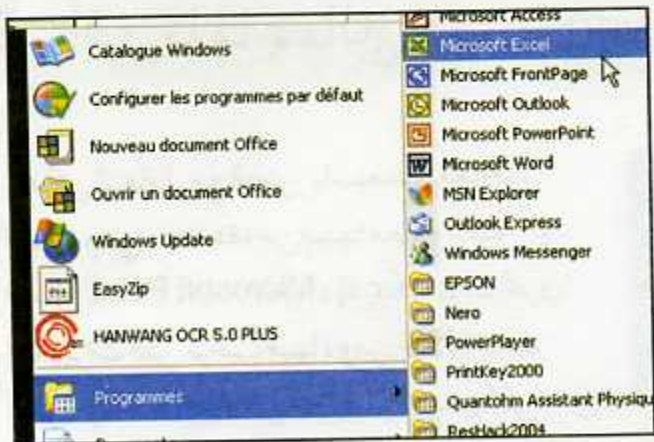 Catalogue Windows
Configurer les programmes par défaut
Nouveau document Office
Ouvrir un document Office
Windows Update
EasyZip
HANWANG OCR 5.0 PLUS
Programmes
Microsoft Access
Microsoft Excel
Microsoft FrontPage
Microsoft Outlook
Microsoft PowerPoint
Microsoft Word
MSN Explorer
Outlook Express
Windows Messenger
EPSON
Nero
PowerPlayer
PrintKey2000
Quantohm Assistant Physiqu
ResHack2004